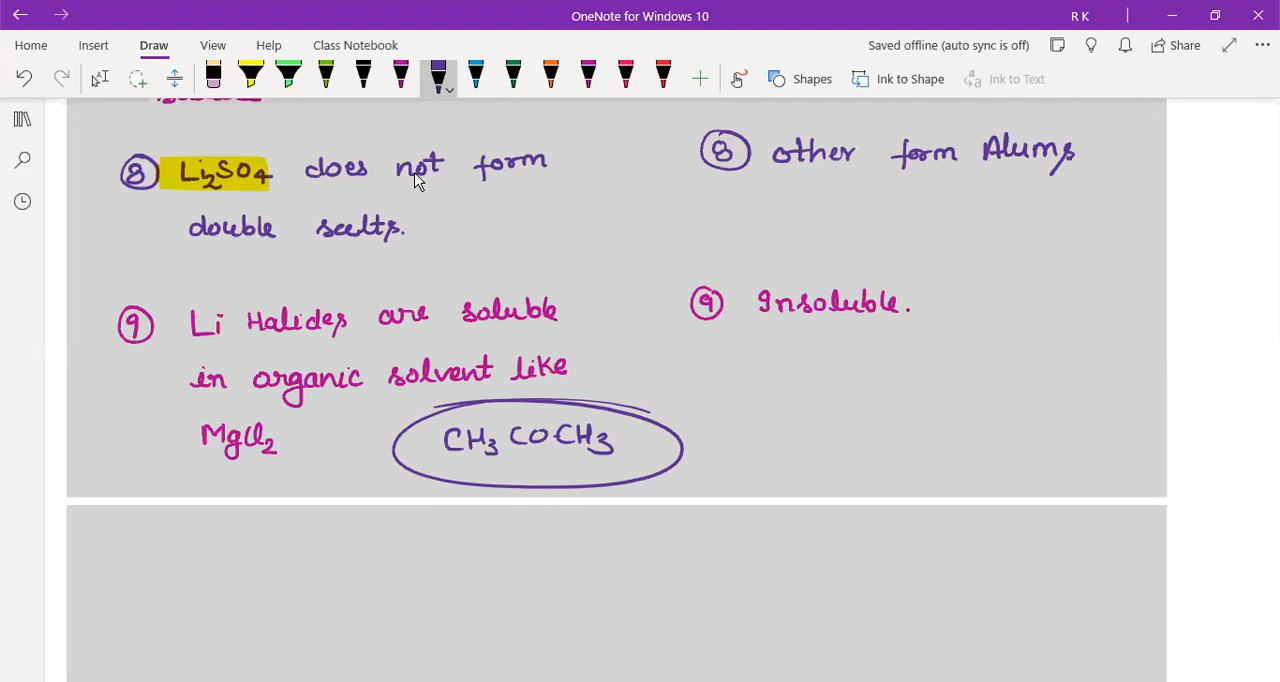 OneNote for Windows 10
R K
Home Insert Draw View Help Class Notebook
Saved offline (auto sync is off)
Share
Shapes
Ink to Shape
Ink to Text
⑧ Li₂SO₄ does not form
double salts.
⑧ other form Alums
⑨ Li Halides are soluble
in organic solvent like
MgCl₂ CH₃COCH₃
⑨ Insoluble.